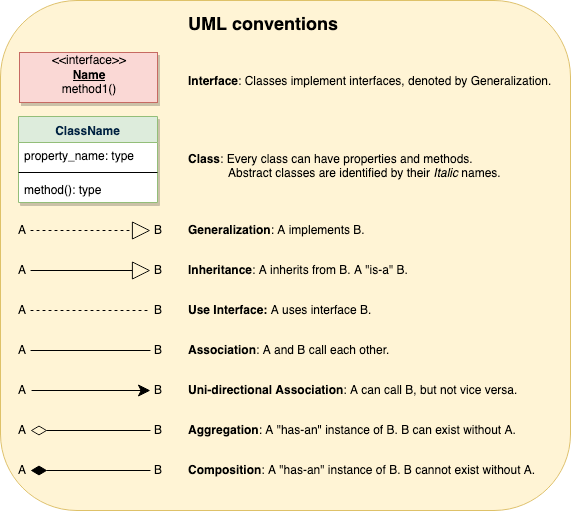 UML conventions
<<interface>>
Name
method1()
Interface: Classes implement interfaces, denoted by Generalization.
ClassName
property_name: type
method(): type
Class: Every class can have properties and methods.
Abstract classes are identified by their Italic names.
A B Generalization: A implements B.
A B Inheritance: A inherits from B. A "is-a" B.
A B Use Interface: A uses interface B.
A B Association: A and B call each other.
A B Uni-directional Association: A can call B, but not vice versa.
A B Aggregation: A "has-an" instance of B. B can exist without A.
A B Composition: A "has-an" instance of B. B cannot exist without A.